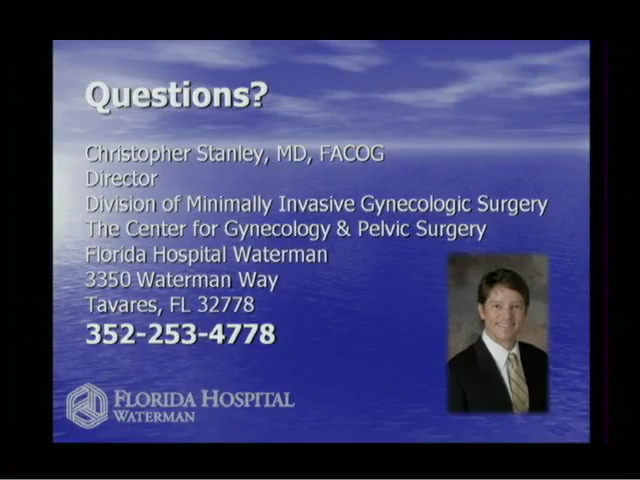 Questions?
Christopher Stanley, MD, FACOG
Director
Division of Minimally Invasive Gynecologic Surgery
The Center for Gynecology & Pelvic Surgery
Florida Hospital Waterman
3350 Waterman Way
Tavares, FL 32778
352-253-4778
FLORIDA HOSPITAL
WATERMAN